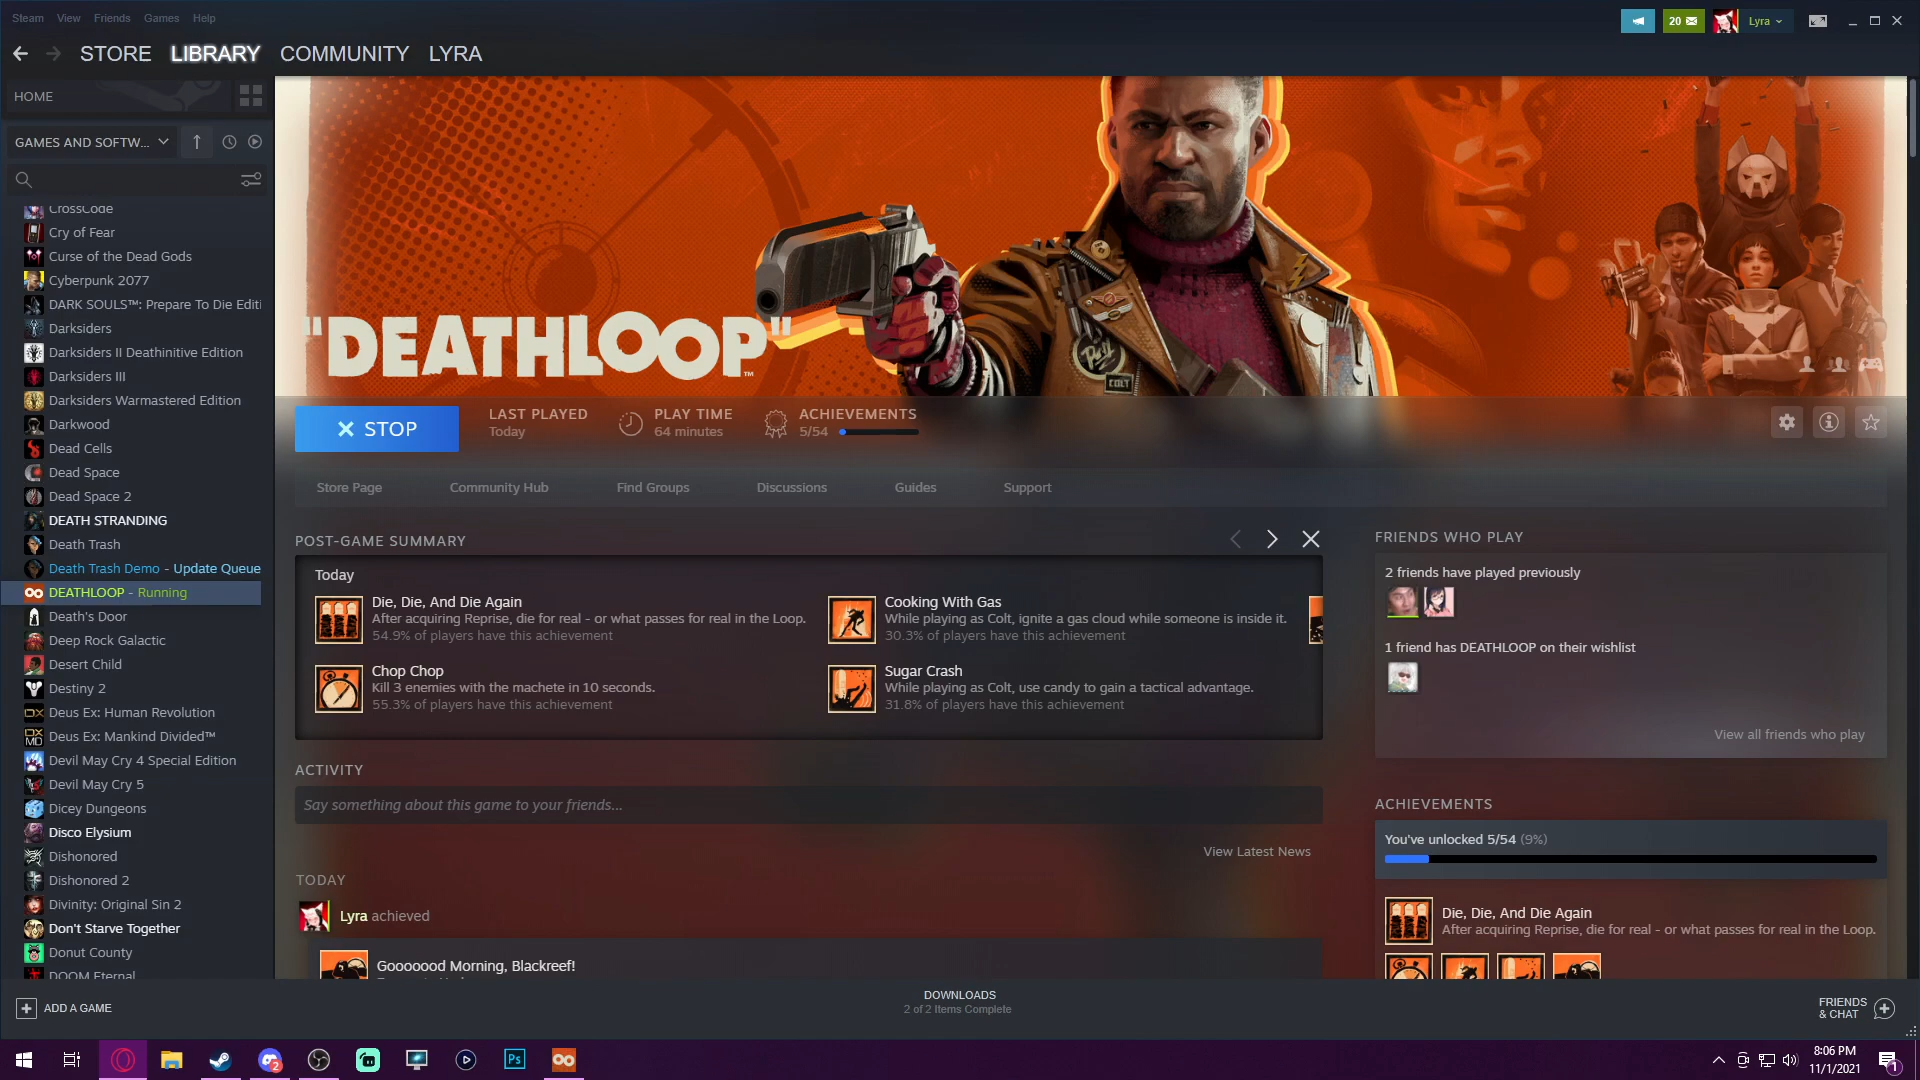 Steam View Friends Games Help
20
Lyra
STORE LIBRARY COMMUNITY LYRA
HOME
GAMES AND SOFTW...
CrossCode
Cry of Fear
Curse of the Dead Gods
Cyberpunk 2077
DARK SOULS™: Prepare To Die Editi
Darksiders
Darksiders II Deathinitive Edition
Darksiders III
Darksiders Warmastered Edition
Darkwood
Dead Cells
Dead Space
Dead Space 2
DEATH STRANDING
Death Trash
Death Trash Demo - Update Queue
DEATHLOOP - Running
Death's Door
Deep Rock Galactic
Desert Child
Destiny 2
Deus Ex: Human Revolution
Deus Ex: Mankind Divided™
Devil May Cry 4 Special Edition
Devil May Cry 5
Dicey Dungeons
Disco Elysium
Dishonored
Dishonored 2
Divinity: Original Sin 2
Don't Starve Together
Donut County
DOOM Eternal
"DEATHLOOP"™
COLT
STOP
LAST PLAYED
Today
PLAY TIME
64 minutes
ACHIEVEMENTS
5/54
Store Page Community Hub Find Groups Discussions Guides Support
POST-GAME SUMMARY
Today
Die, Die, And Die Again
After acquiring Reprise, die for real - or what passes for real in the Loop.
54.9% of players have this achievement
Cooking With Gas
While playing as Colt, ignite a gas cloud while someone is inside it.
30.3% of players have this achievement
Chop Chop
Kill 3 enemies with the machete in 10 seconds.
55.3% of players have this achievement
Sugar Crash
While playing as Colt, use candy to gain a tactical advantage.
31.8% of players have this achievement
ACTIVITY
Say something about this game to your friends...
View Latest News
TODAY
Lyra achieved
Gooooood Morning, Blackreef!
FRIENDS WHO PLAY
2 friends have played previously
1 friend has DEATHLOOP on their wishlist
View all friends who play
ACHIEVEMENTS
You've unlocked 5/54 (9%)
Die, Die, And Die Again
After acquiring Reprise, die for real - or what passes for real in the Loop.
ADD A GAME
DOWNLOADS
2 of 2 Items Complete
FRIENDS
& CHAT
2
Ps
8:06 PM
11/1/2021
1